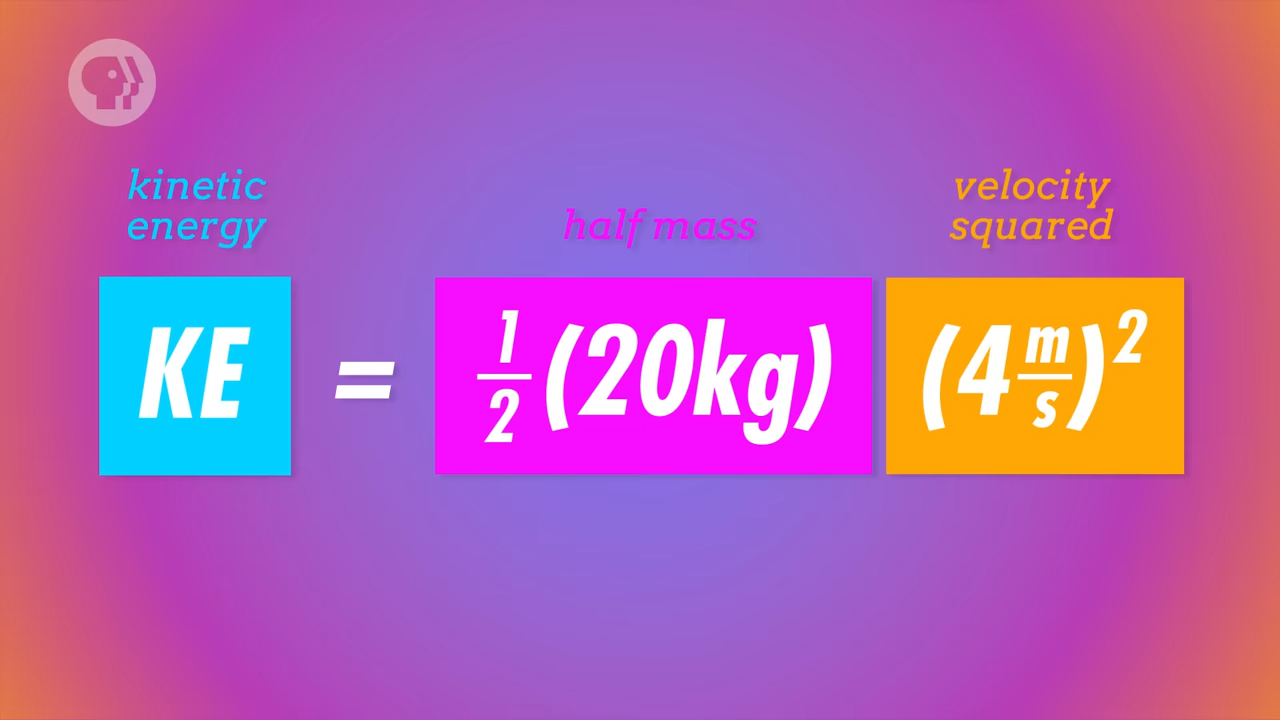 kinetic
energy
half mass
velocity
squared
KE = 1/2 (20kg) (4 m/s)²